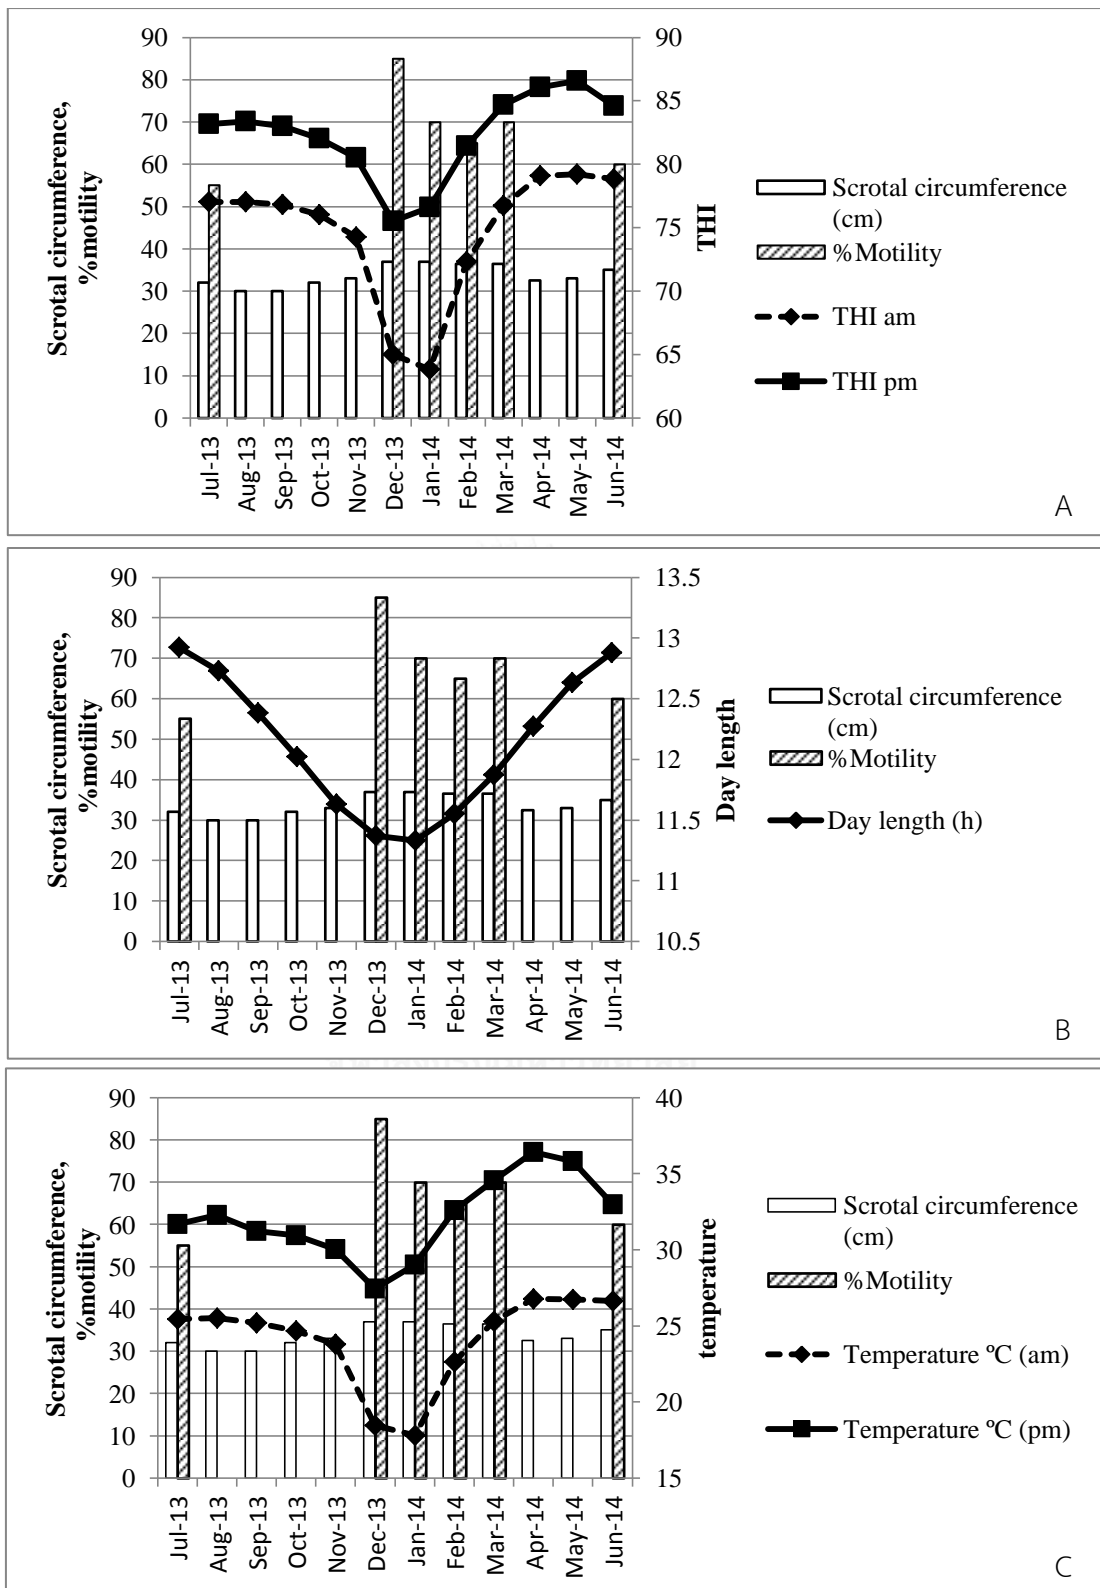 90
80
70
60
50
40
30
20
10
0
Scrotal circumference,
%motility
90
85
80
75
70
65
60
THI
Jul-13
Aug-13
Sep-13
Oct-13
Nov-13
Dec-13
Jan-14
Feb-14
Mar-14
Apr-14
May-14
Jun-14
Scrotal circumference
(cm)
%Motility
THI am
THI pm
A
90
80
70
60
50
40
30
20
10
0
Scrotal circumference,
%motility
13.5
13
12.5
12
11.5
11
10.5
Day length
Jul-13
Aug-13
Sep-13
Oct-13
Nov-13
Dec-13
Jan-14
Feb-14
Mar-14
Apr-14
May-14
Jun-14
Scrotal circumference
(cm)
%Motility
Day length (h)
B
90
80
70
60
50
40
30
20
10
0
Scrotal circumference,
%motility
40
35
30
25
20
15
temperature
Jul-13
Aug-13
Sep-13
Oct-13
Nov-13
Dec-13
Jan-14
Feb-14
Mar-14
Apr-14
May-14
Jun-14
Scrotal circumference
(cm)
%Motility
Temperature ºC (am)
Temperature ºC (pm)
C